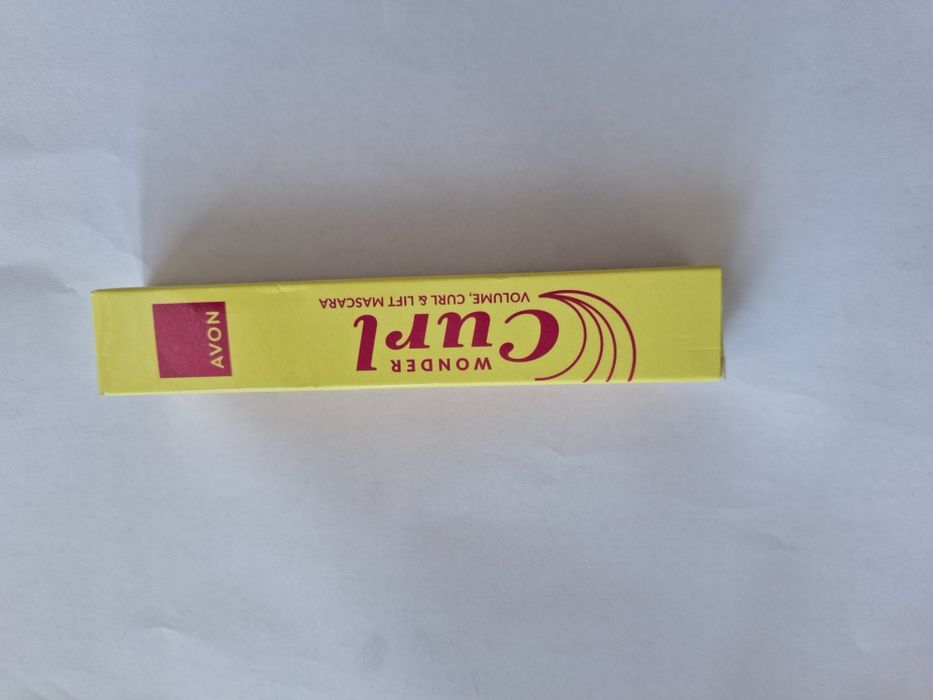 WONDER
Curl
VOLUME, CURL & LIFT MASCARA
AVON